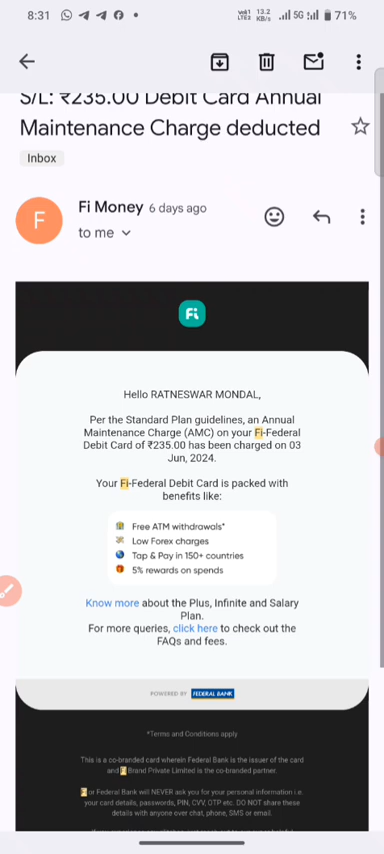 8:31 VoI LTE2 13.2 KB/s 5G 71%
S/L: ₹235.00 Debit Card Annual
Maintenance Charge deducted
Inbox
F
Fi Money 6 days ago
to me
Fi
Hello RATNESWAR MONDAL,
Per the Standard Plan guidelines, an Annual
Maintenance Charge (AMC) on your Fi-Federal
Debit Card of ₹235.00 has been charged on 03
Jun, 2024.
Your Fi-Federal Debit Card is packed with
benefits like:
Free ATM withdrawals*
Low Forex charges
Tap & Pay in 150+ countries
5% rewards on spends
Know more about the Plus, Infinite and Salary
Plan.
For more queries, click here to check out the
FAQs and fees.
POWERED BY FEDERAL BANK
*Terms and Conditions apply
This is a co-branded card wherein Federal Bank is the issuer of the card
and Fi Brand Private Limited is the co-branded partner.
Fi or Federal Bank will NEVER ask you for your personal information i.e.
your card details, passwords, PIN, CVV, OTP etc. DO NOT share these
details with anyone over chat, phone, SMS or email.